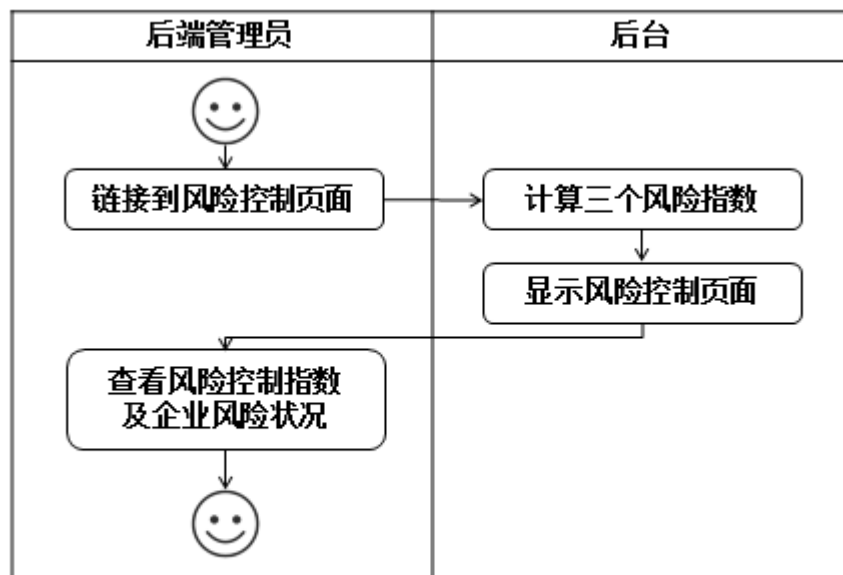 后端管理员
后台
链接到风险控制页面
计算三个风险指数
显示风险控制页面
查看风险控制指数
及企业风险状况